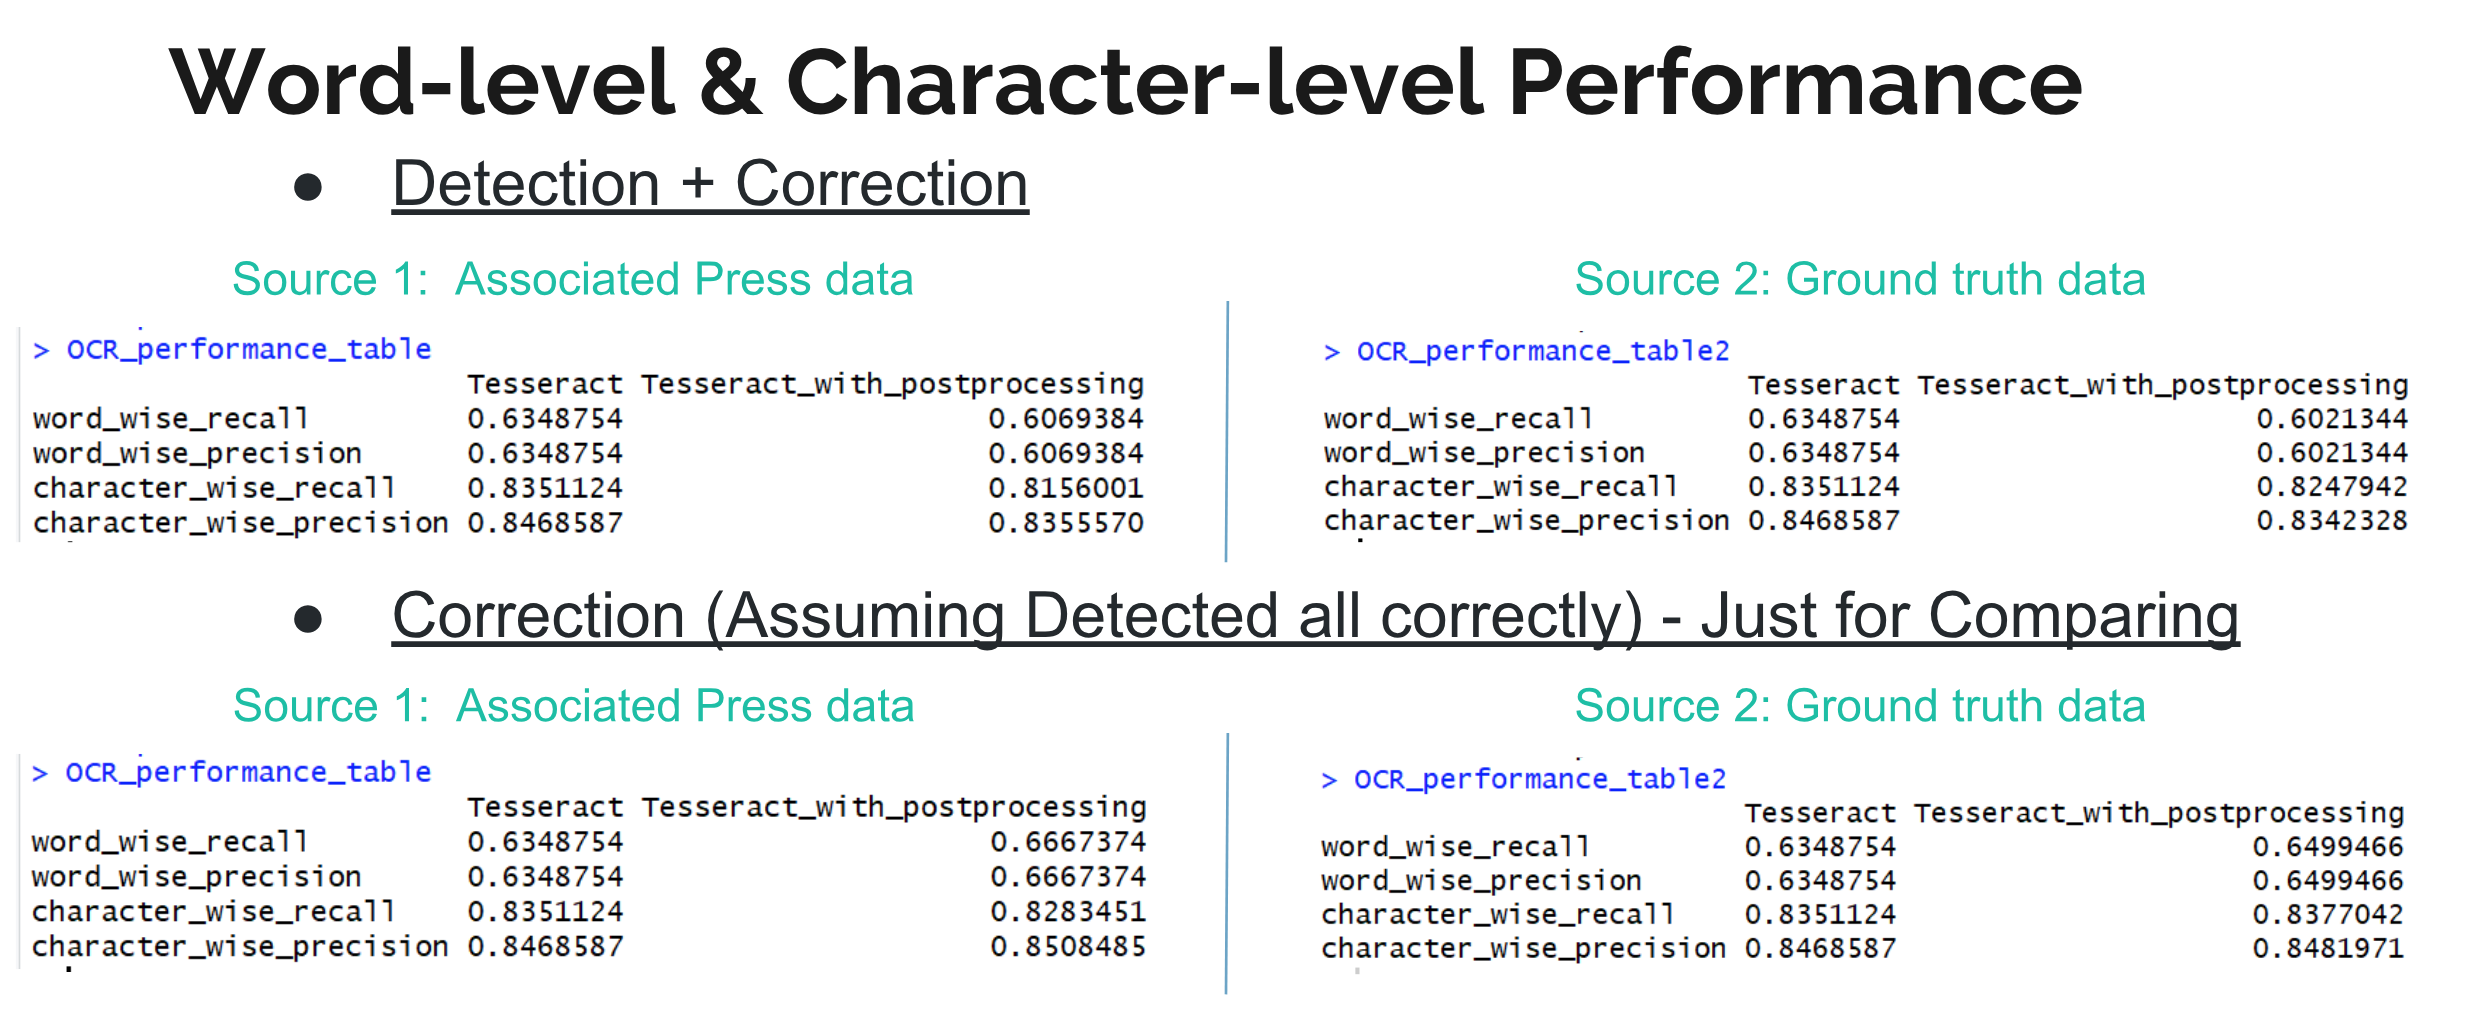 Word-level & Character-level Performance
● Detection + Correction
Source 1: Associated Press data
> OCR_performance_table
Tesseract Tesseract_with_postprocessing
word_wise_recall 0.6348754 0.6069384
word_wise_precision 0.6348754 0.6069384
character_wise_recall 0.8351124 0.8156001
character_wise_precision 0.8468587 0.8355570
Source 2: Ground truth data
> OCR_performance_table2
Tesseract Tesseract_with_postprocessing
word_wise_recall 0.6348754 0.6021344
word_wise_precision 0.6348754 0.6021344
character_wise_recall 0.8351124 0.8247942
character_wise_precision 0.8468587 0.8342328
● Correction (Assuming Detected all correctly) - Just for Comparing
Source 1: Associated Press data
> OCR_performance_table
Tesseract Tesseract_with_postprocessing
word_wise_recall 0.6348754 0.6667374
word_wise_precision 0.6348754 0.6667374
character_wise_recall 0.8351124 0.8283451
character_wise_precision 0.8468587 0.8508485
Source 2: Ground truth data
> OCR_performance_table2
Tesseract Tesseract_with_postprocessing
word_wise_recall 0.6348754 0.6499466
word_wise_precision 0.6348754 0.6499466
character_wise_recall 0.8351124 0.8377042
character_wise_precision 0.8468587 0.8481971